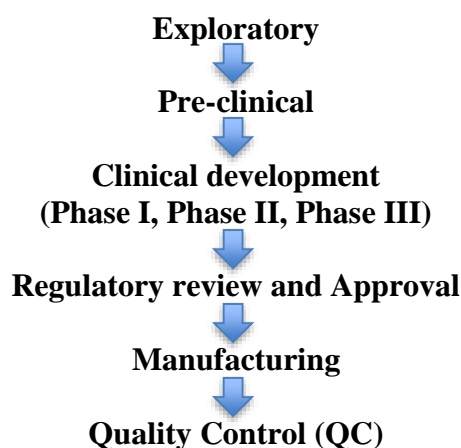 Exploratory
Pre-clinical
Clinical development
(Phase I, Phase II, Phase III)
Regulatory review and Approval
Manufacturing
Quality Control (QC)